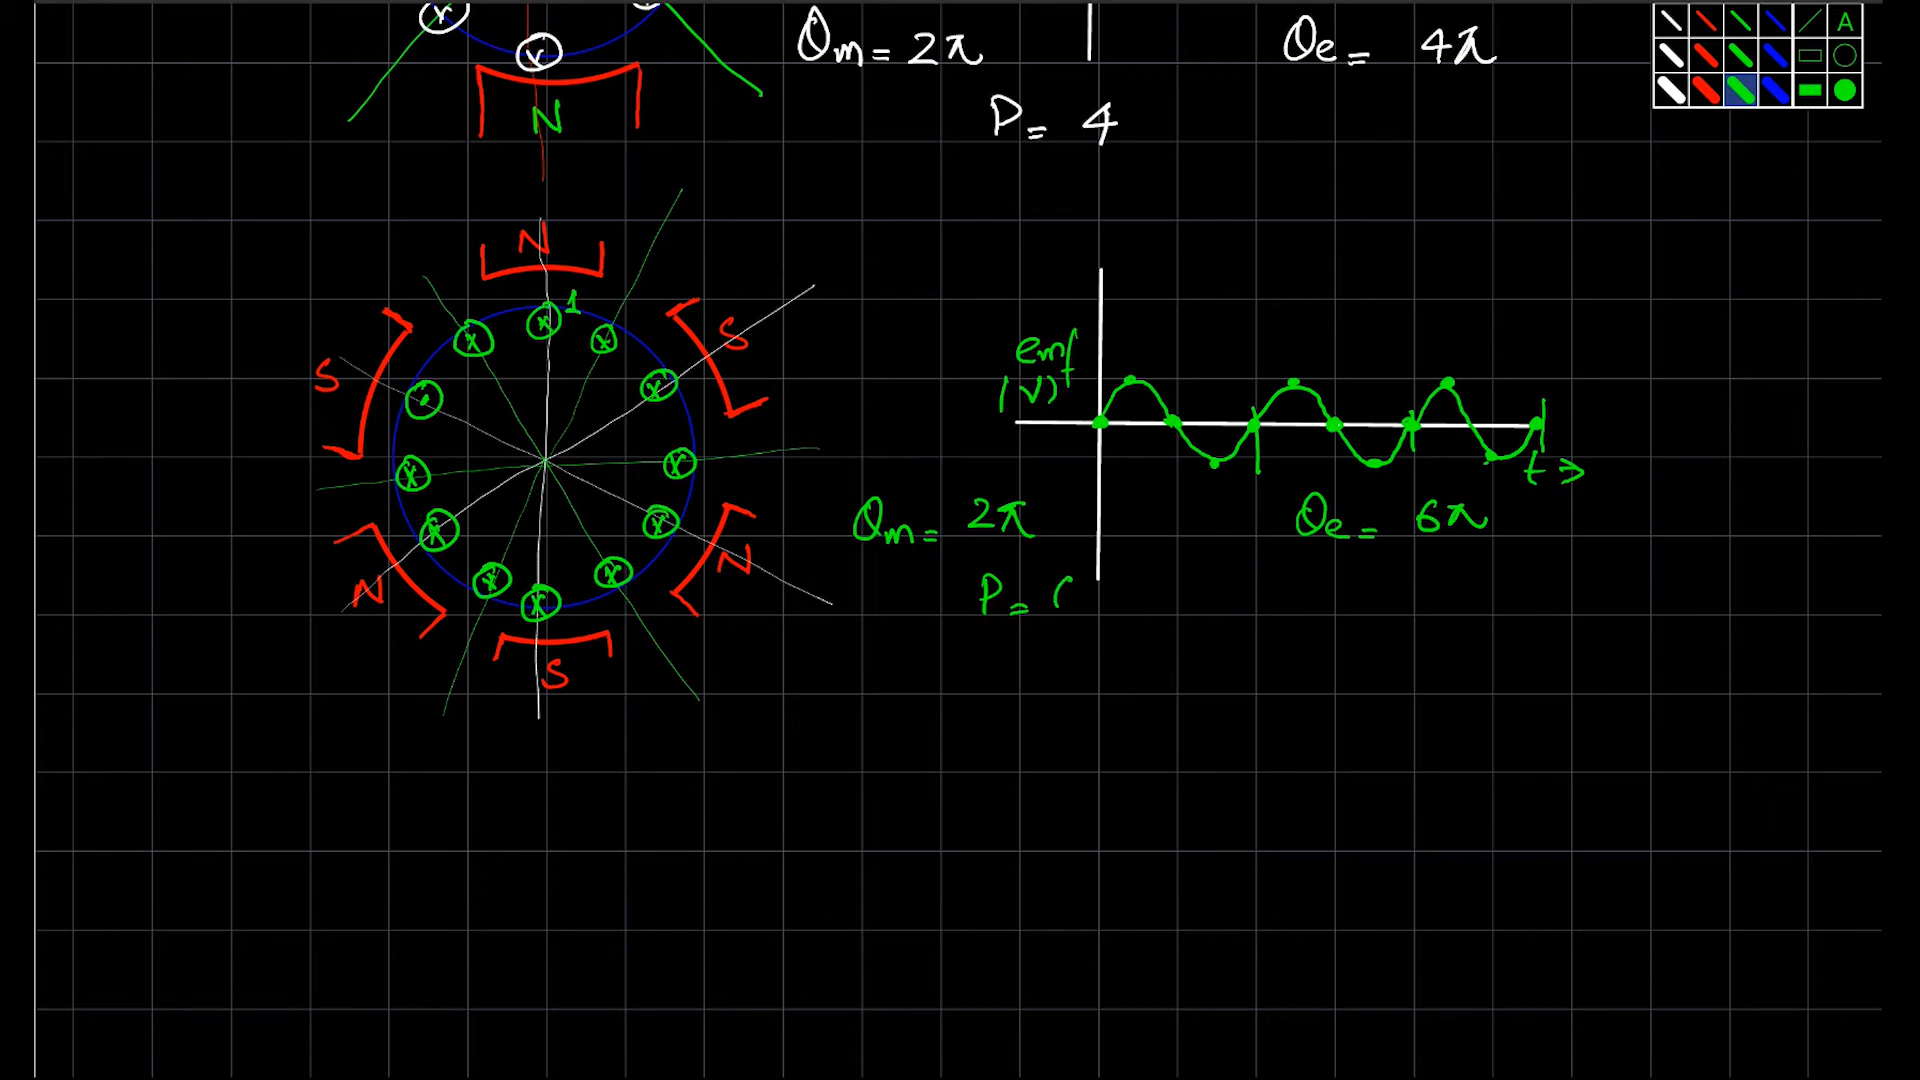 θm = 2π
θe = 4π
N
P = 4
N
1
S
S
emf
(V)
t →
θm = 2π
θe = 6π
N
N
P =
S
A